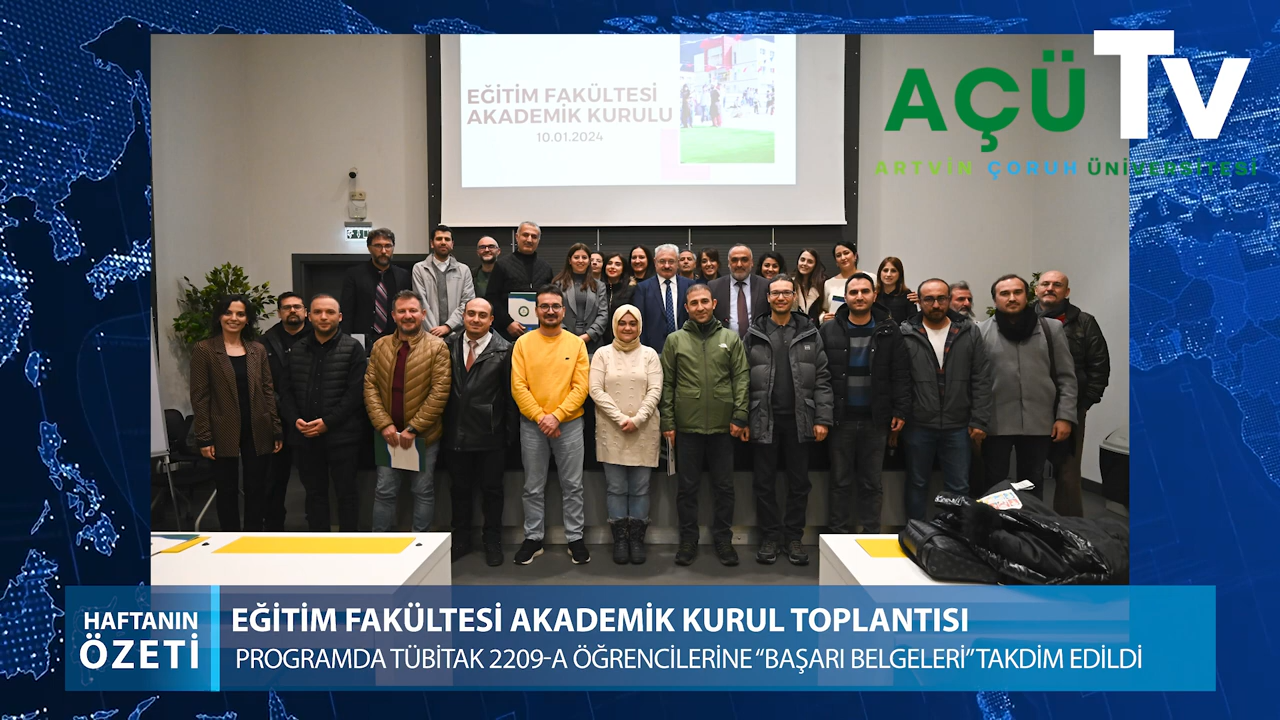 EĞİTİM FAKÜLTESİ
AKADEMİK KURULU
10.01.2024
AÇÜ TV
ARTVİN ÇORUH ÜNİVERSİTESİ
HAFTANIN
ÖZETİ
EĞİTİM FAKÜLTESİ AKADEMİK KURUL TOPLANTISI
PROGRAMDA TÜBİTAK 2209-A ÖĞRENCİLERİNE “BAŞARI BELGELERİ” TAKDİM EDİLDİ